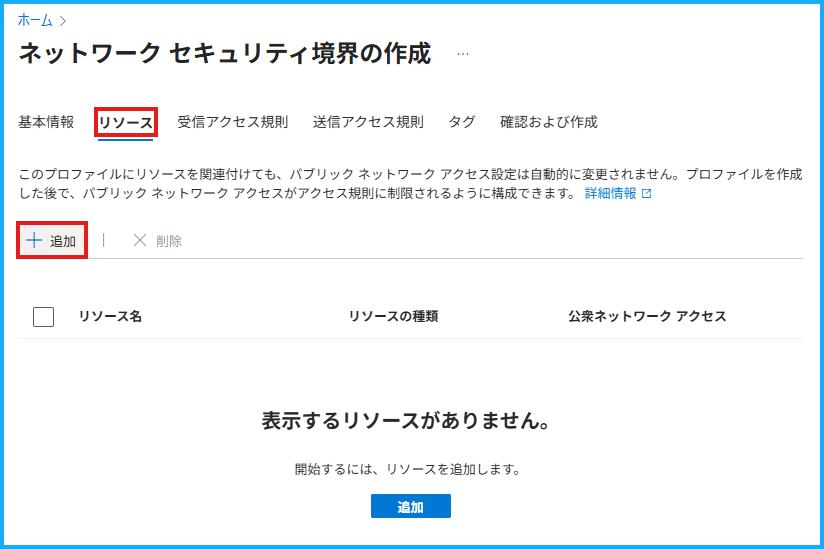 ホーム
ネットワーク セキュリティ境界の作成 …
基本情報 リソース 受信アクセス規則 送信アクセス規則 タグ 確認および作成
このプロファイルにリソースを関連付けても、パブリック ネットワーク アクセス設定は自動的に変更されません。プロファイルを作成
した後で、パブリック ネットワーク アクセスがアクセス規則に制限されるように構成できます。 詳細情報
追加 削除
リソース名 リソースの種類 公衆ネットワーク アクセス
表示するリソースがありません。
開始するには、リソースを追加します。
追加